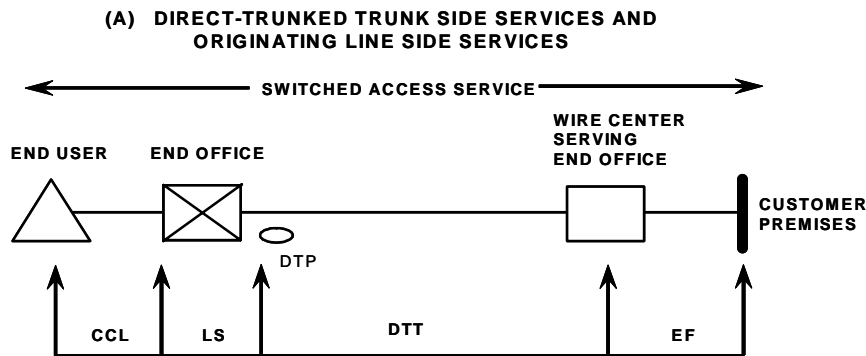 (A) DIRECT-TRUNKED TRUNK SIDE SERVICES AND
ORIGINATING LINE SIDE SERVICES
SWITCHED ACCESS SERVICE
WIRE CENTER
SERVING
END OFFICE
END USER
END OFFICE
CUSTOMER
PREMISES
DTP
CCL
LS
DTT
EF